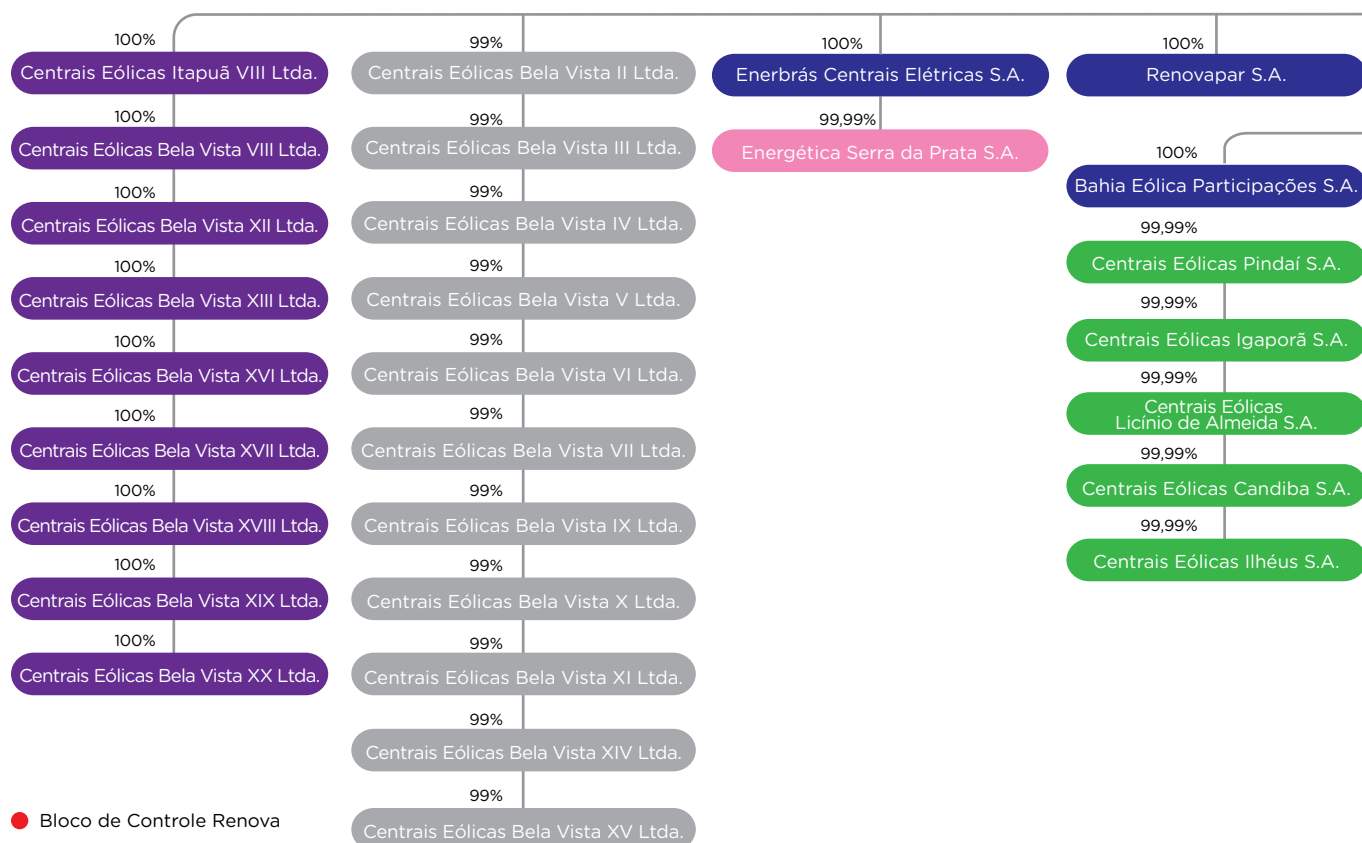 100%
Centrais Eólicas Itapuã VIII Ltda.
100%
Centrais Eólicas Bela Vista VIII Ltda.
100%
Centrais Eólicas Bela Vista XII Ltda.
100%
Centrais Eólicas Bela Vista XIII Ltda.
100%
Centrais Eólicas Bela Vista XVI Ltda.
100%
Centrais Eólicas Bela Vista XVII Ltda.
100%
Centrais Eólicas Bela Vista XVIII Ltda.
100%
Centrais Eólicas Bela Vista XIX Ltda.
100%
Centrais Eólicas Bela Vista XX Ltda.
99%
Centrais Eólicas Bela Vista II Ltda.
99%
Centrais Eólicas Bela Vista III Ltda.
99%
Centrais Eólicas Bela Vista IV Ltda.
99%
Centrais Eólicas Bela Vista V Ltda.
99%
Centrais Eólicas Bela Vista VI Ltda.
99%
Centrais Eólicas Bela Vista VII Ltda.
99%
Centrais Eólicas Bela Vista IX Ltda.
99%
Centrais Eólicas Bela Vista X Ltda.
99%
Centrais Eólicas Bela Vista XI Ltda.
99%
Centrais Eólicas Bela Vista XIV Ltda.
99%
Centrais Eólicas Bela Vista XV Ltda.
100%
Enerbrás Centrais Elétricas S.A.
99,99%
Energética Serra da Prata S.A.
100%
Renovapar S.A.
100%
Bahia Eólica Participações S.A.
99,99%
Centrais Eólicas Pindaí S.A.
99,99%
Centrais Eólicas Igaporã S.A.
99,99%
Centrais Eólicas
Licínio de Almeida S.A.
99,99%
Centrais Eólicas Candiba S.A.
99,99%
Centrais Eólicas Ilhéus S.A.
Bloco de Controle Renova